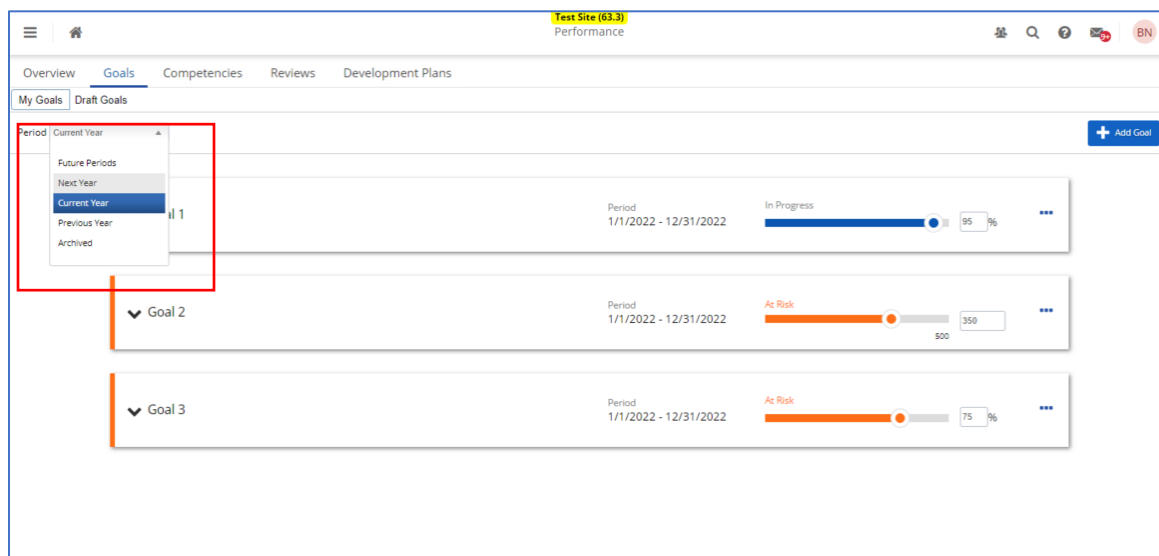 Test Site (63.3)
Performance
9+
BN
Overview Goals Competencies Reviews Development Plans
My Goals Draft Goals
Period Current Year
Add Goal
Future Periods
Next Year
Current Year
Previous Year
Archived
al 1
Period
1/1/2022 - 12/31/2022
In Progress
95 %
Goal 2
Period
1/1/2022 - 12/31/2022
At Risk
350
500
Goal 3
Period
1/1/2022 - 12/31/2022
At Risk
75 %